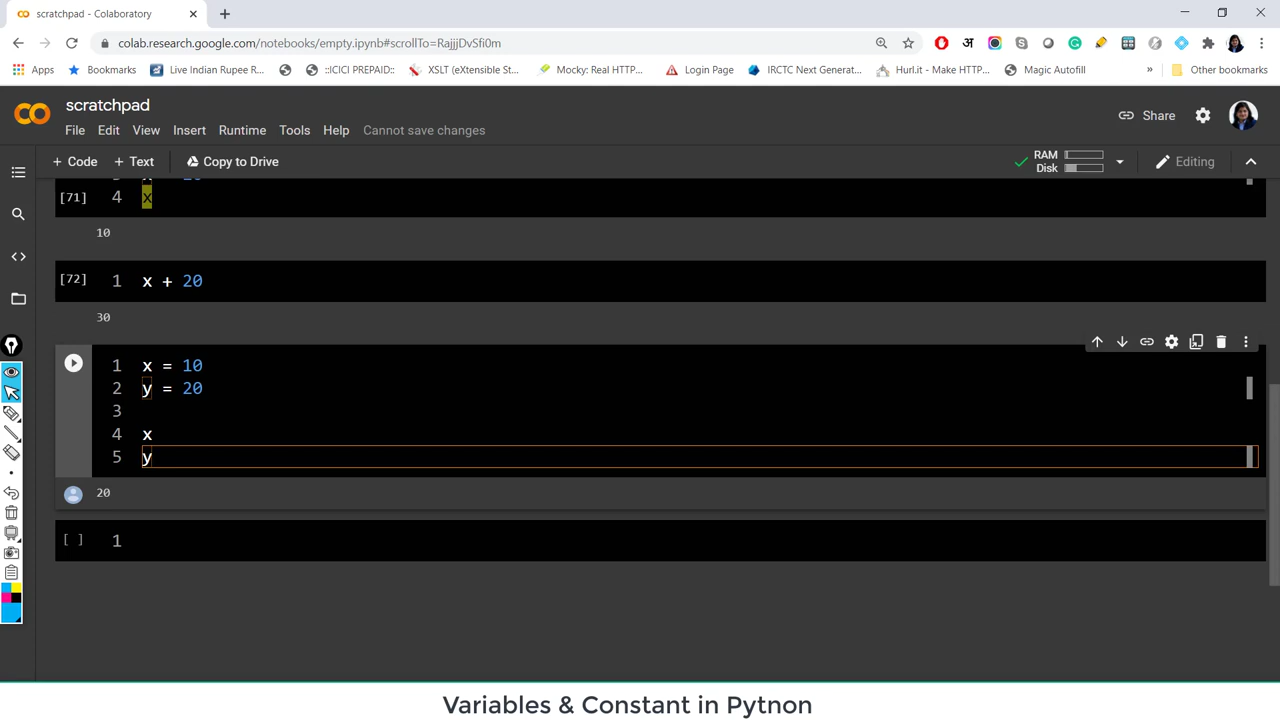 scratchpad - Colaboratory
colab.research.google.com/notebooks/empty.ipynb#scrollTo=RajjjDvSfi0m
Apps Bookmarks Live Indian Rupee R... ::ICICI PREPAID:: XSLT (eXtensible St... Mocky: Real HTTP... Login Page IRCTC Next Generat... Hurl.it - Make HTTP... Magic Autofill » Other bookmarks
scratchpad
Share
File Edit View Insert Runtime Tools Help Cannot save changes
+ Code + Text Copy to Drive
RAM
Disk
Editing
[71] 4 x
10
[72] 1 x + 20
30
1 x = 10
2 y = 20
3
4 x
5 y
20
[ ] 1
Variables & Constant in Pytnon